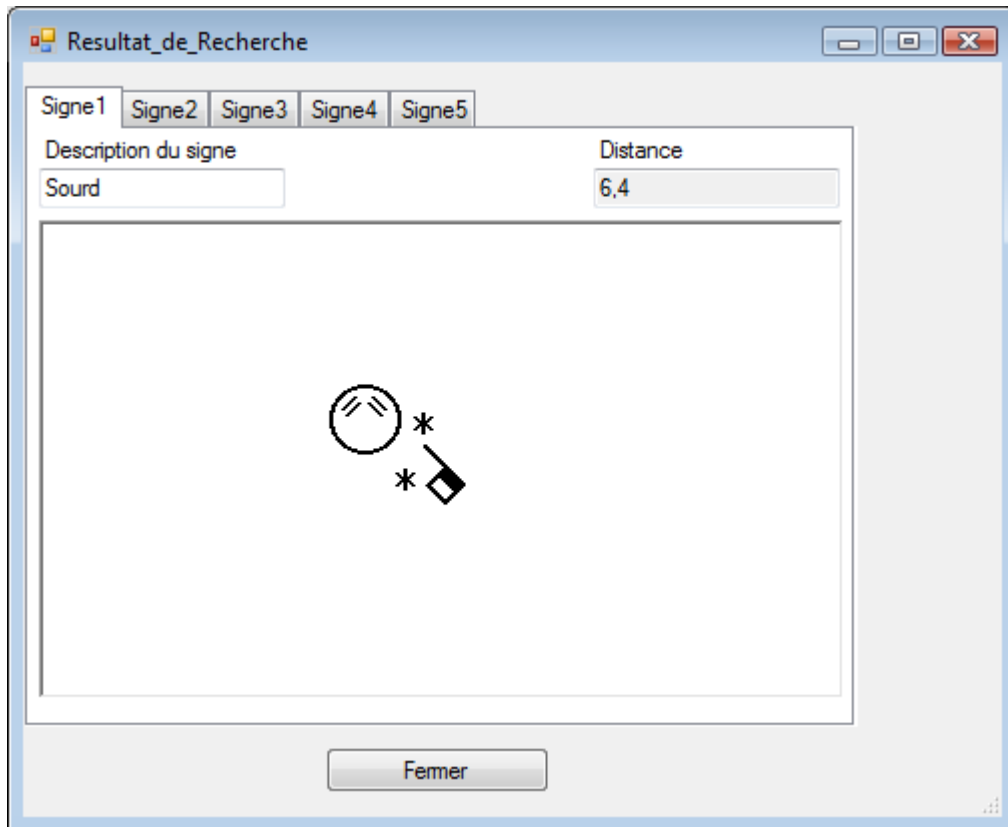 Resultat_de_Recherche
Signe1 Signe2 Signe3 Signe4 Signe5
Description du signe Distance
Sourd 6,4
* 
*
Fermer